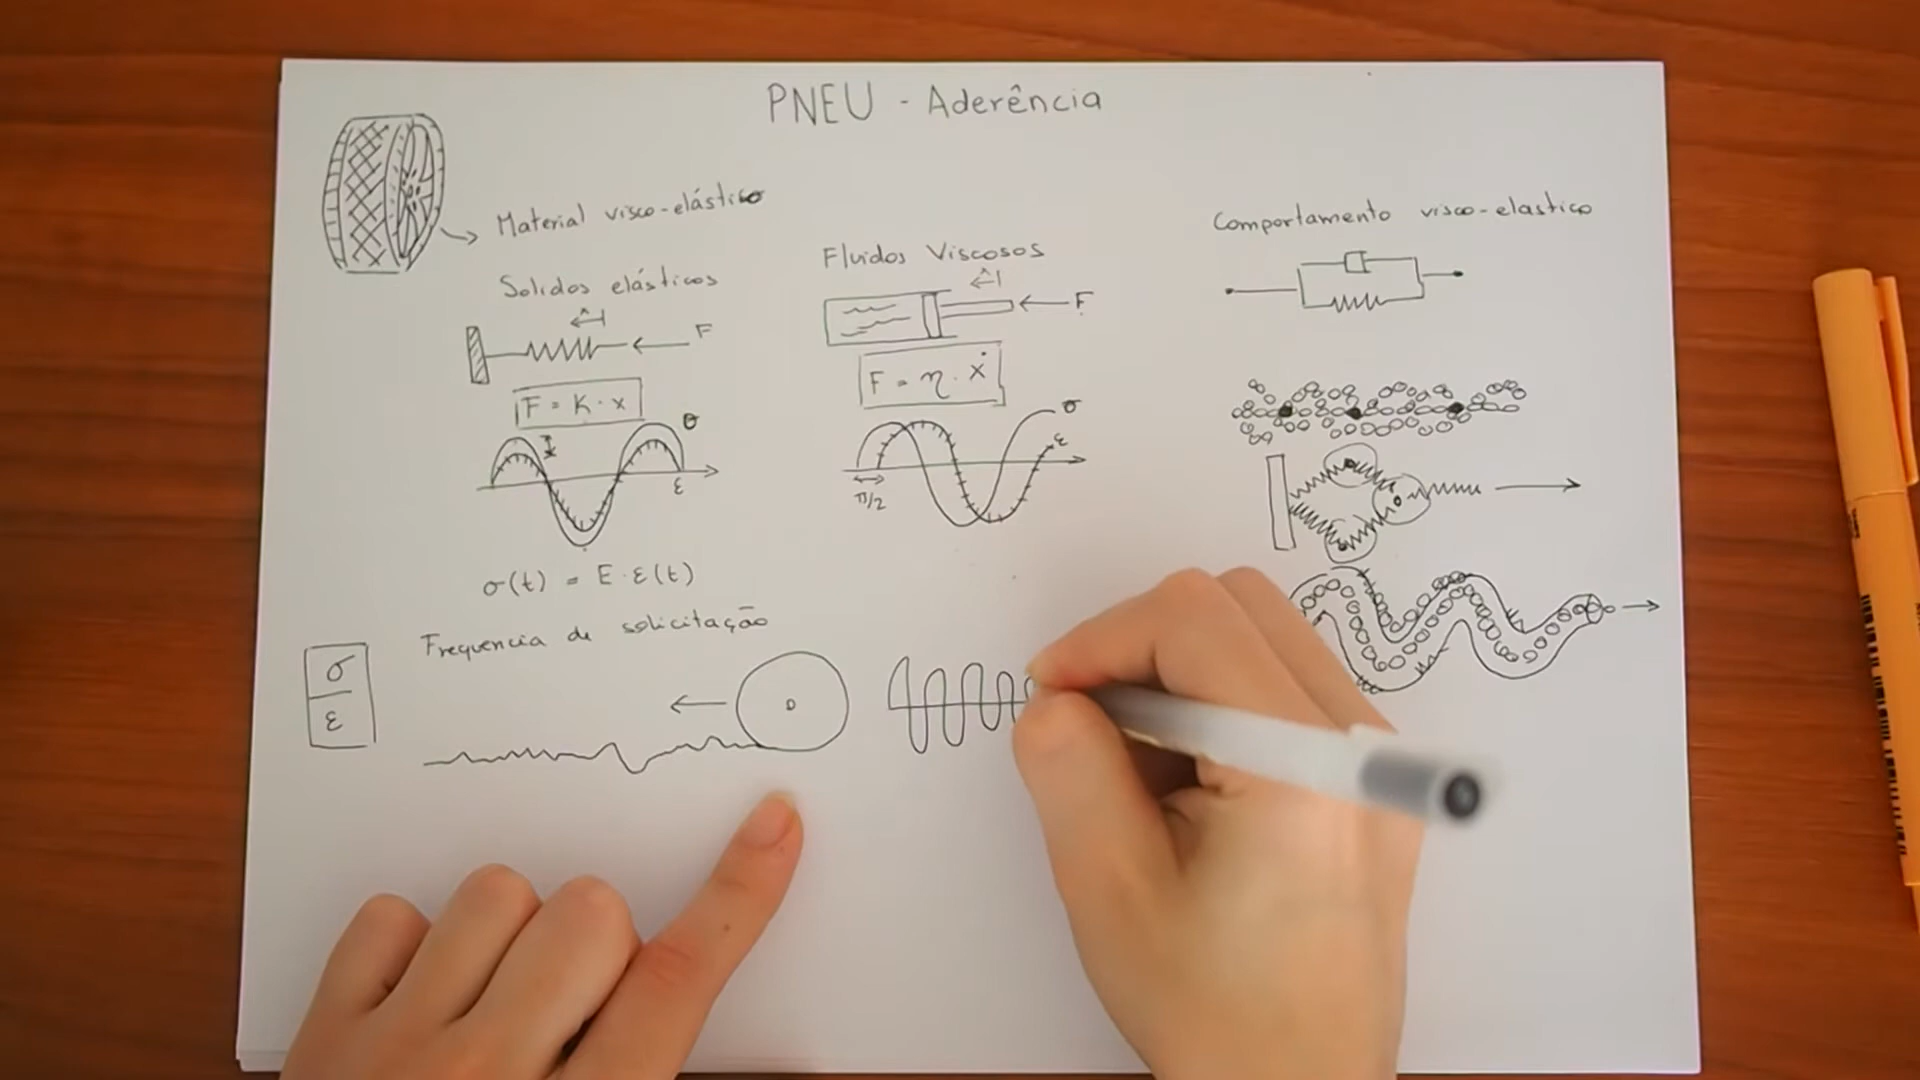 PNEU - Aderência
Material visco-elástico
Solidos elásticos
F
F = K · x
σ
ε
σ(t) = E · ε(t)
Fluidos Viscosos
F
F = η · ẋ
σ
ε
π/2
Comportamento visco-elastico
Frequencia de solicitação
σ
ε